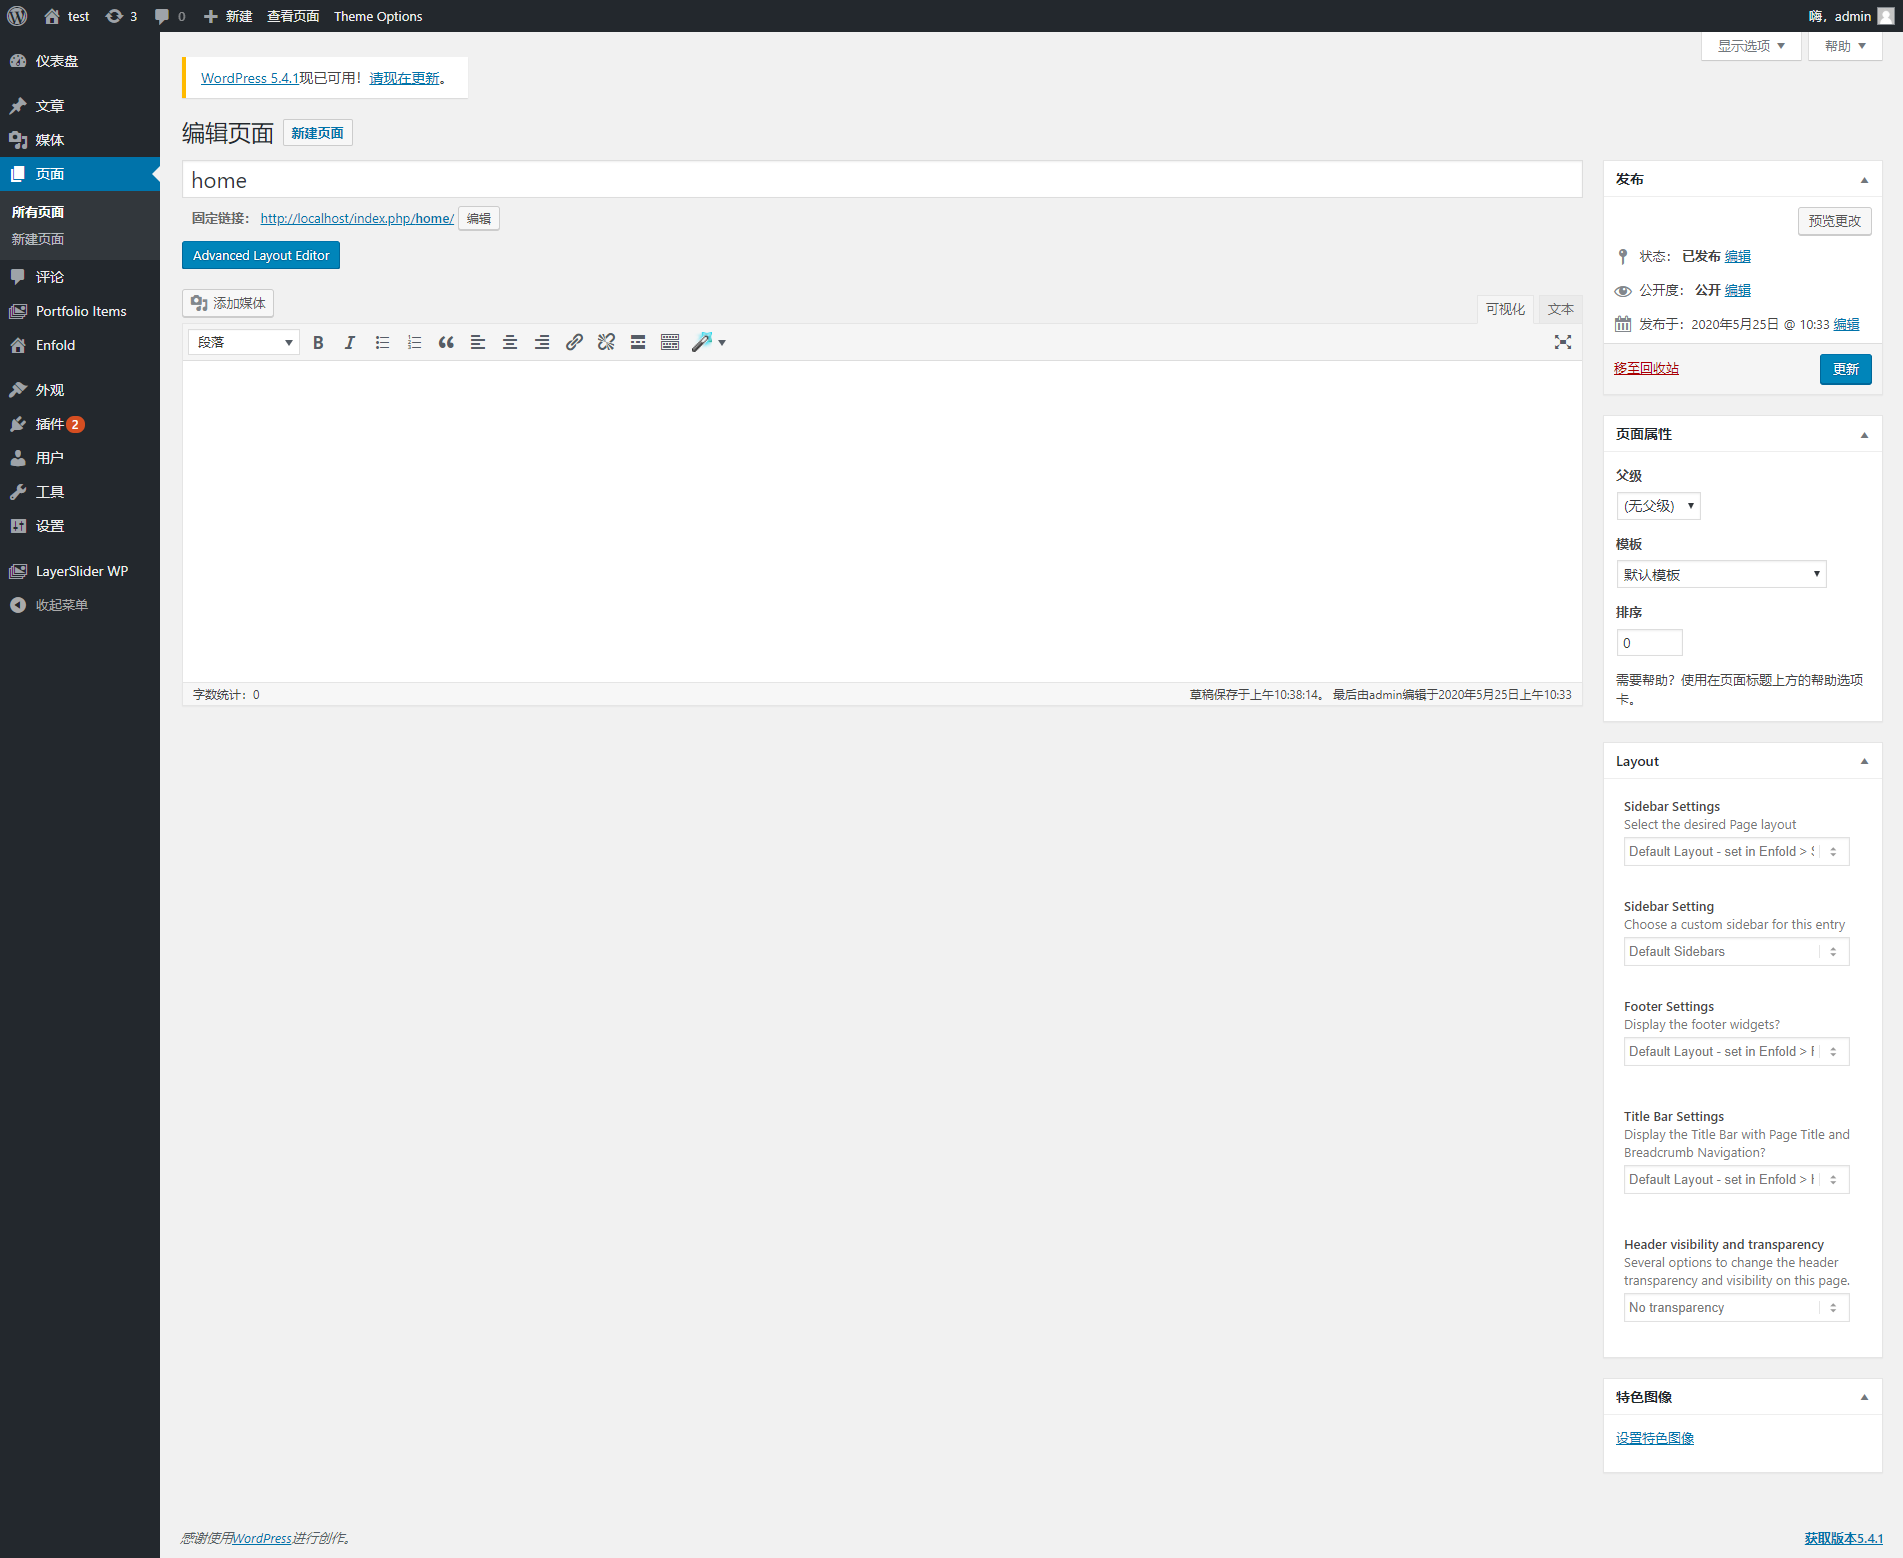 test
3
0
新建
查看页面
Theme Options
嗨，admin
仪表盘
文章
媒体
页面
所有页面
新建页面
评论
Portfolio Items
Enfold
外观
插件 2
用户
工具
设置
LayerSlider WP
收起菜单
显示选项
帮助
WordPress 5.4.1现已可用！请现在更新。
编辑页面
新建页面
home
固定链接： http://localhost/index.php/home/ 编辑
Advanced Layout Editor
添加媒体
可视化
文本
段落
字数统计：0
草稿保存于上午10:38:14。 最后由admin编辑于2020年5月25日上午10:33
发布
预览更改
状态： 已发布 编辑
公开度： 公开 编辑
发布于：2020年5月25日 @ 10:33 编辑
移至回收站
更新
页面属性
父级
(无父级)
模板
默认模板
排序
0
需要帮助？使用在页面标题上方的帮助选项
卡。
Layout
Sidebar Settings
Select the desired Page layout
Default Layout - set in Enfold >
Sidebar Setting
Choose a custom sidebar for this entry
Default Sidebars
Footer Settings
Display the footer widgets?
Default Layout - set in Enfold >
Title Bar Settings
Display the Title Bar with Page Title and
Breadcrumb Navigation?
Default Layout - set in Enfold >
Header visibility and transparency
Several options to change the header
transparency and visibility on this page.
No transparency
特色图像
设置特色图像
感谢使用WordPress进行创作。
获取版本5.4.1